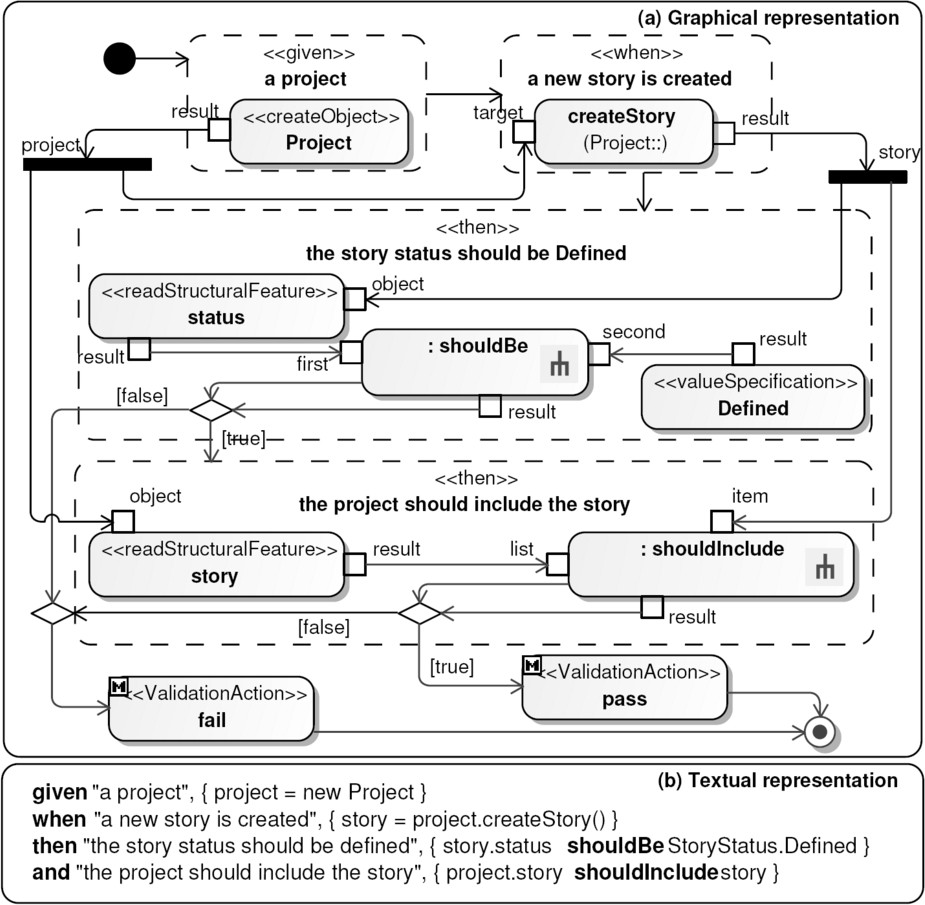 (a) Graphical representation
<<given>>
a project
<<when>>
a new story is created
result
<<createObject>>
Project
target
createStory
(Project::)
result
project
story
<<then>>
the story status should be Defined
<<readStructuralFeature>>
status
object
result
first
: shouldBe
second
result
<<valueSpecification>>
Defined
[false]
result
[true]
<<then>>
the project should include the story
object
item
<<readStructuralFeature>>
story
result
list
: shouldInclude
result
[false]
[true]
M
<<ValidationAction>>
fail
M
<<ValidationAction>>
pass
(b) Textual representation
given "a project", { project = new Project }
when "a new story is created", { story = project.createStory() }
then "the story status should be defined", { story.status shouldBe StoryStatus.Defined }
and "the project should include the story", { project.story shouldInclude story }